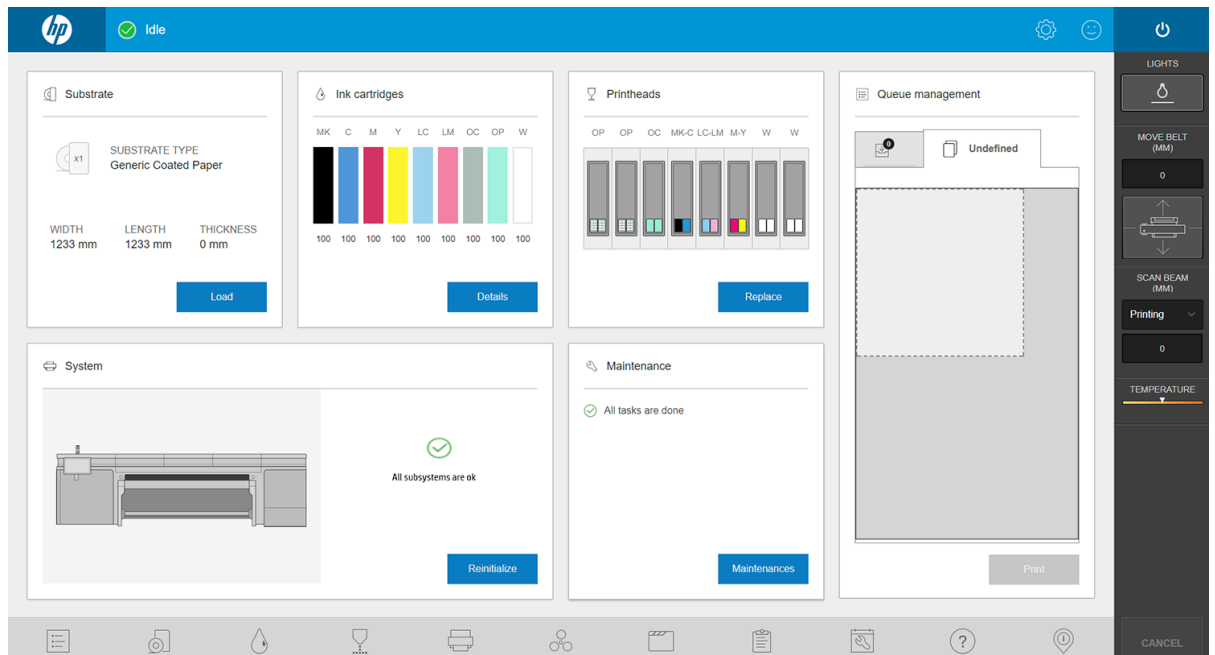 hp
Idle
LIGHTS
Substrate
Ink cartridges
Printheads
Queue management
SUBSTRATE TYPE
Generic Coated Paper
x1
WIDTH LENGTH THICKNESS
1233 mm 1233 mm 0 mm
Load
MK C M Y LC LM OC OP W
100 100 100 100 100 100 100 100 100
Details
OP OP OC MK-C LC-LM M-Y W W
Replace
0
Undefined
MOVE BELT
(MM)
0
SCAN BEAM
(MM)
Printing
0
TEMPERATURE
System
All subsystems are ok
Reinitialize
Maintenance
All tasks are done
Maintenances
Print
?
CANCEL